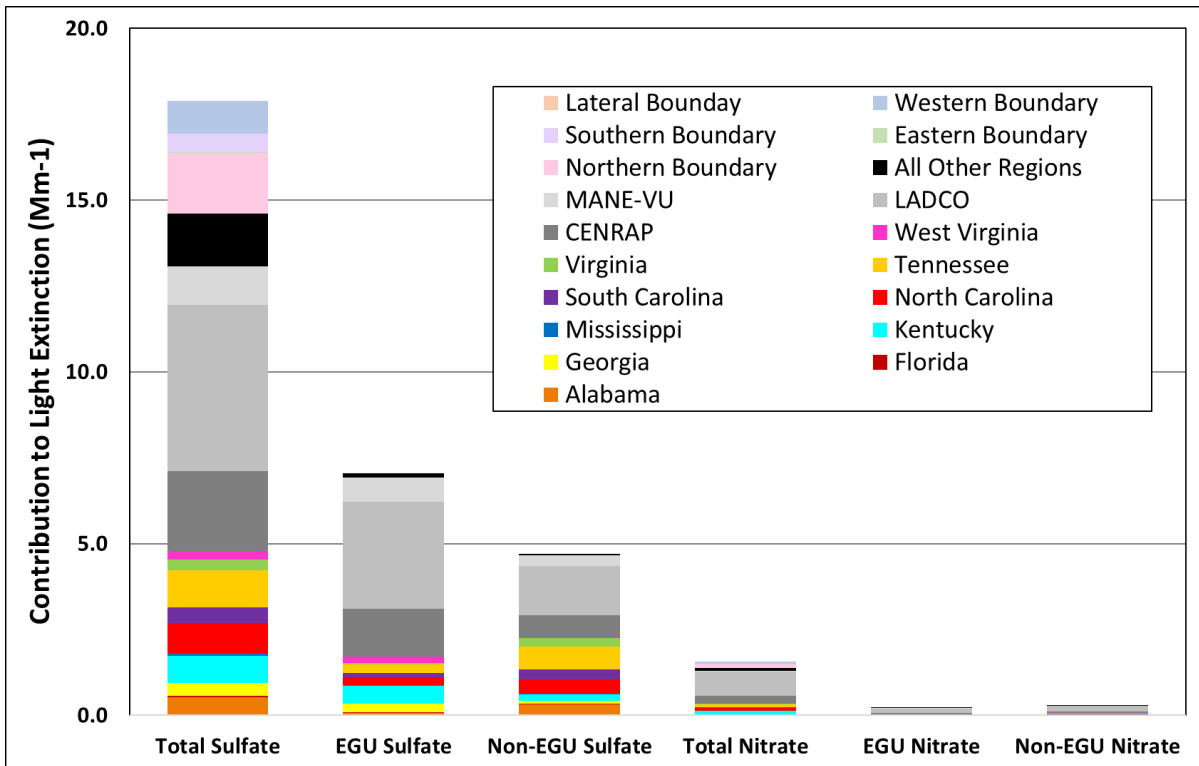 20.0
15.0
10.0
5.0
0.0
Contribution to Light Extinction (Mm-1)
Lateral Bounday
Western Boundary
Southern Boundary
Eastern Boundary
Northern Boundary
All Other Regions
MANE-VU
LADCO
CENRAP
West Virginia
Virginia
Tennessee
South Carolina
North Carolina
Mississippi
Kentucky
Georgia
Florida
Alabama
Total Sulfate
EGU Sulfate
Non-EGU Sulfate
Total Nitrate
EGU Nitrate
Non-EGU Nitrate